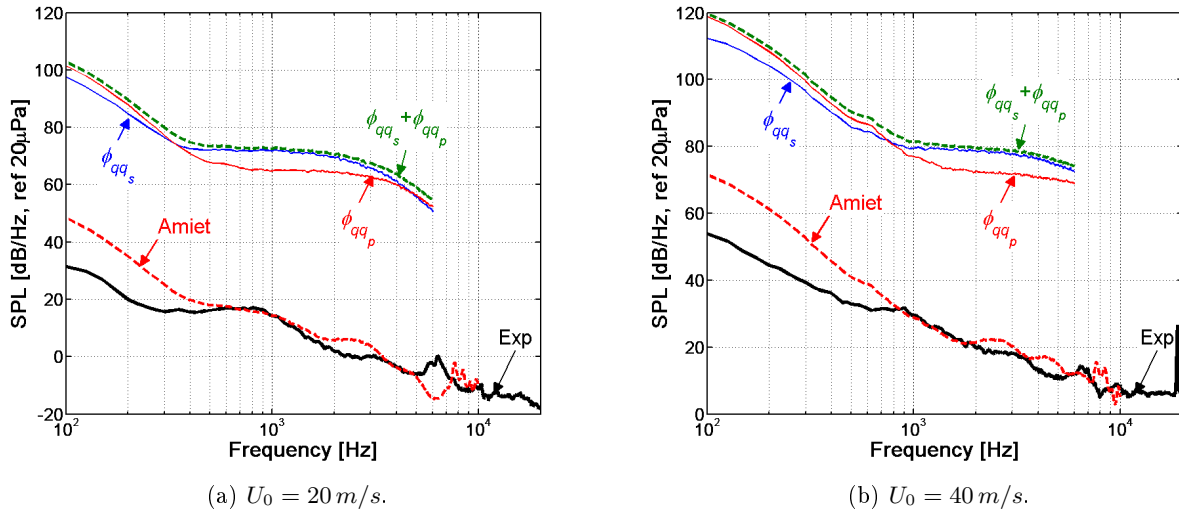 120
100
80
60
40
20
0
-20
SPL [dB/Hz, ref 20μPa]
10^2
10^3
10^4
Frequency [Hz]
ϕ_qq_s
ϕ_qq_s+ϕ_qq_p
ϕ_qq_p
Amiet
Exp
(a) U_0 = 20 m/s.
120
100
80
60
40
20
0
SPL [dB/Hz, ref 20μPa]
10^2
10^3
10^4
Frequency [Hz]
ϕ_qq_s
ϕ_qq_s+ϕ_qq_p
ϕ_qq_p
Amiet
Exp
(b) U_0 = 40 m/s.